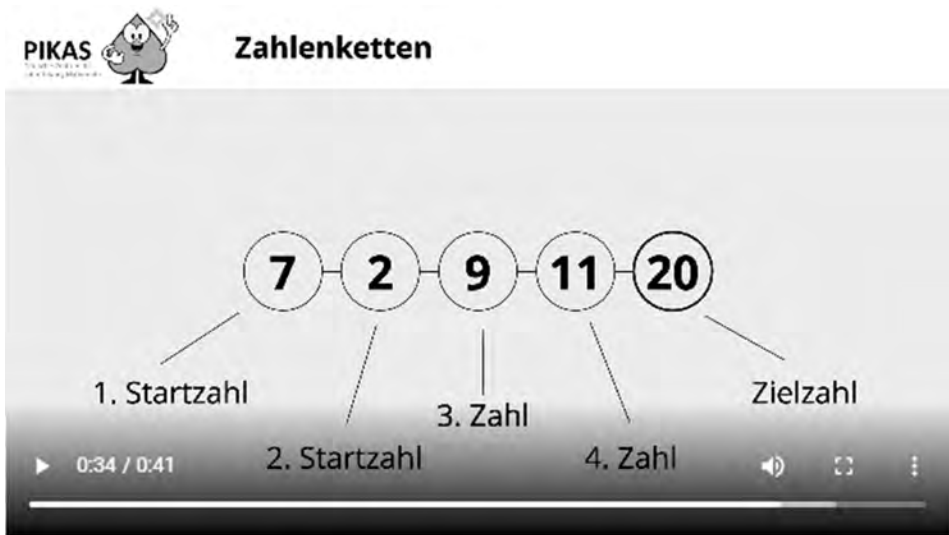 PIKAS
Zahlenketten
7 2 9 11 20
1. Startzahl
2. Startzahl
3. Zahl
4. Zahl
Zielzahl
0:34 / 0:41